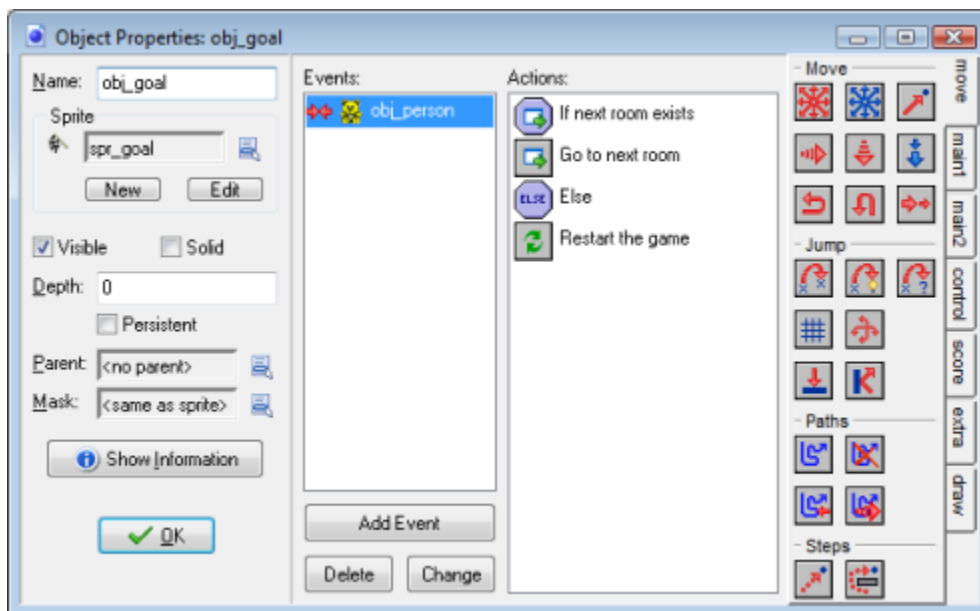 Object Properties: obj_goal
Name: obj_goal
Sprite
spr_goal
New Edit
Visible Solid
Depth: 0
Persistent
Parent: <no parent>
Mask: <same as sprite>
Show Information
OK
Events:
obj_person
Add Event
Delete Change
Actions:
If next room exists
Go to next room
ELSE Else
Restart the game
Move
Jump
Paths
Steps
move
main1
main2
control
score
extra
draw